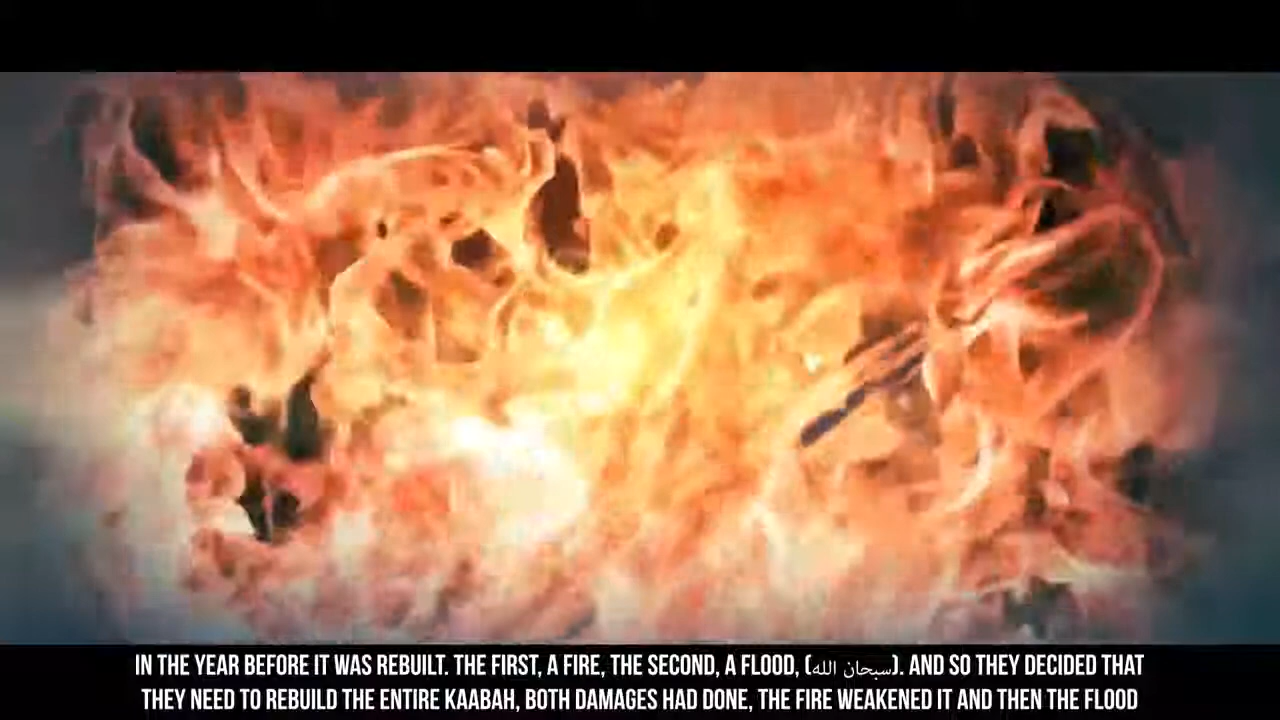 IN THE YEAR BEFORE IT WAS REBUILT. THE FIRST, A FIRE, THE SECOND, A FLOOD, (سبحان الله). AND SO THEY DECIDED THAT
THEY NEED TO REBUILD THE ENTIRE KAABAH, BOTH DAMAGES HAD DONE, THE FIRE WEAKENED IT AND THEN THE FLOOD